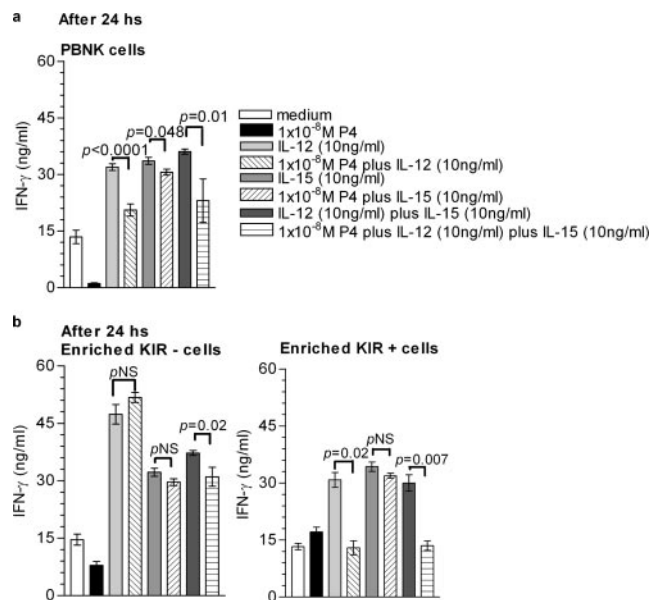 a
After 24 hs
PBNK cells
60
45
30
15
0
IFN-γ (ng/ml)
p<0.0001
p=0.048
p=0.01
medium
1x10⁻⁸M P4
IL-12 (10ng/ml)
1x10⁻⁸M P4 plus IL-12 (10ng/ml)
IL-15 (10ng/ml)
1x10⁻⁸M P4 plus IL-15 (10ng/ml)
IL-12 (10ng/ml) plus IL-15 (10ng/ml)
1x10⁻⁸M P4 plus IL-12 (10ng/ml) plus IL-15 (10ng/ml)
b
After 24 hs
Enriched KIR - cells
60
45
30
15
0
IFN-γ (ng/ml)
pNS
pNS
p=0.02
Enriched KIR + cells
60
45
30
15
0
IFN-γ (ng/ml)
p=0.02
pNS
p=0.007